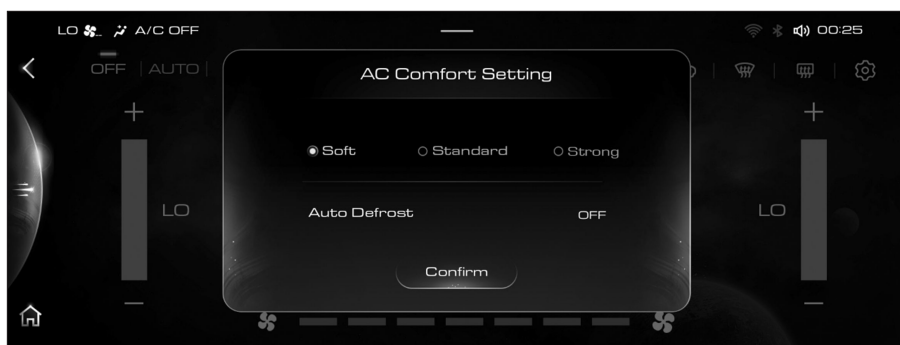 LO A/C OFF 00:25
OFF | AUTO |
AC Comfort Setting
Soft Standard Strong
LO LO
Auto Defrost OFF
Confirm